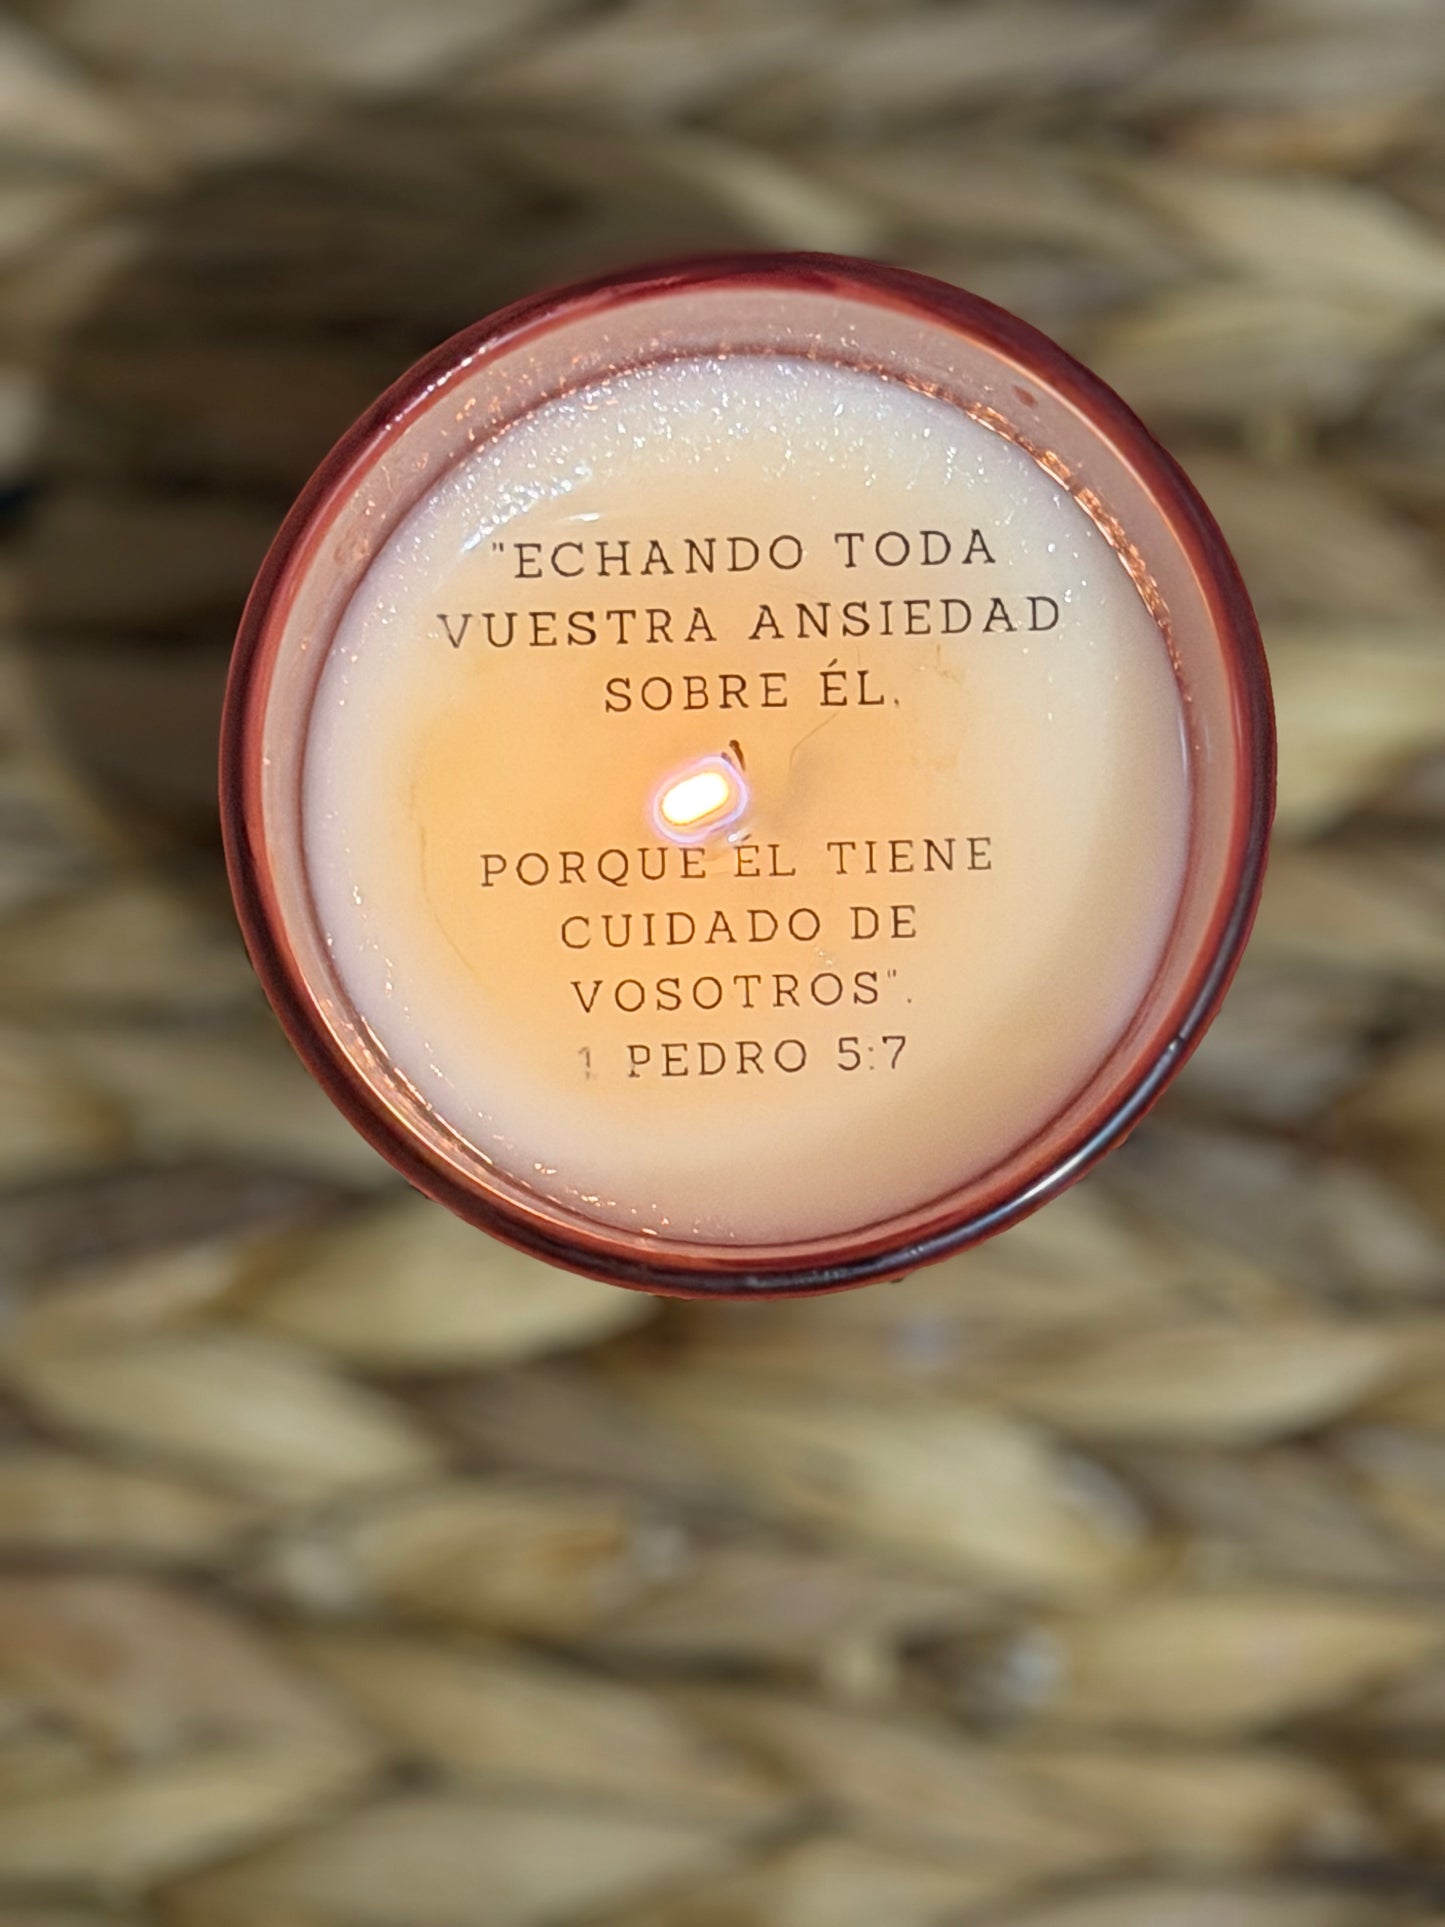 "ECHANDO TODA
VUESTRA ANSIEDAD
SOBRE ÉL.
PORQUE ÉL TIENE
CUIDADO DE
VOSOTROS".
1 PEDRO 5:7